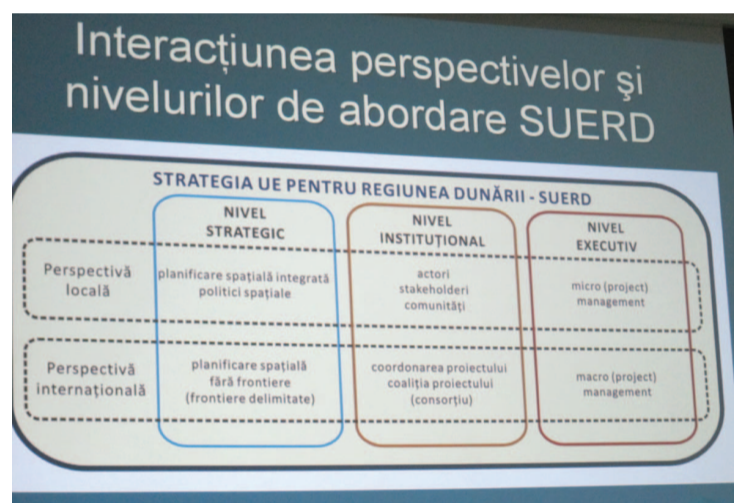 Interacțiunea perspectivelor şi
nivelurilor de abordare SUERD
STRATEGIA UE PENTRU REGIUNEA DUNĂRII - SUERD
NIVEL
STRATEGIC
NIVEL
INSTITUȚIONAL
NIVEL
EXECUTIV
Perspectivă
locală
planificare spațială integrată
politici spațiale
actori
stakeholderi
comunități
micro (project)
management
Perspectivă
internațională
planificare spațială
fără frontiere
(frontiere delimitate)
coordonarea proiectului
coaliția proiectului
(consorțiu)
macro (project)
management